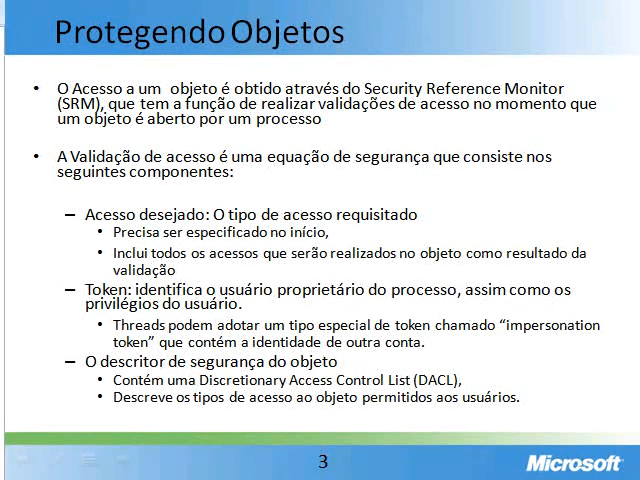 Protegendo Objetos
• O Acesso a um objeto é obtido através do Security Reference Monitor
(SRM), que tem a função de realizar validações de acesso no momento que
um objeto é aberto por um processo
• A Validação de acesso é uma equação de segurança que consiste nos
seguintes componentes:
– Acesso desejado: O tipo de acesso requisitado
• Precisa ser especificado no início,
• Inclui todos os acessos que serão realizados no objeto como resultado da
validação
– Token: identifica o usuário proprietário do processo, assim como os
privilégios do usuário.
• Threads podem adotar um tipo especial de token chamado “impersonation
token” que contém a identidade de outra conta.
– O descritor de segurança do objeto
• Contém uma Discretionary Access Control List (DACL),
• Descreve os tipos de acesso ao objeto permitidos aos usuários.
3
Microsoft